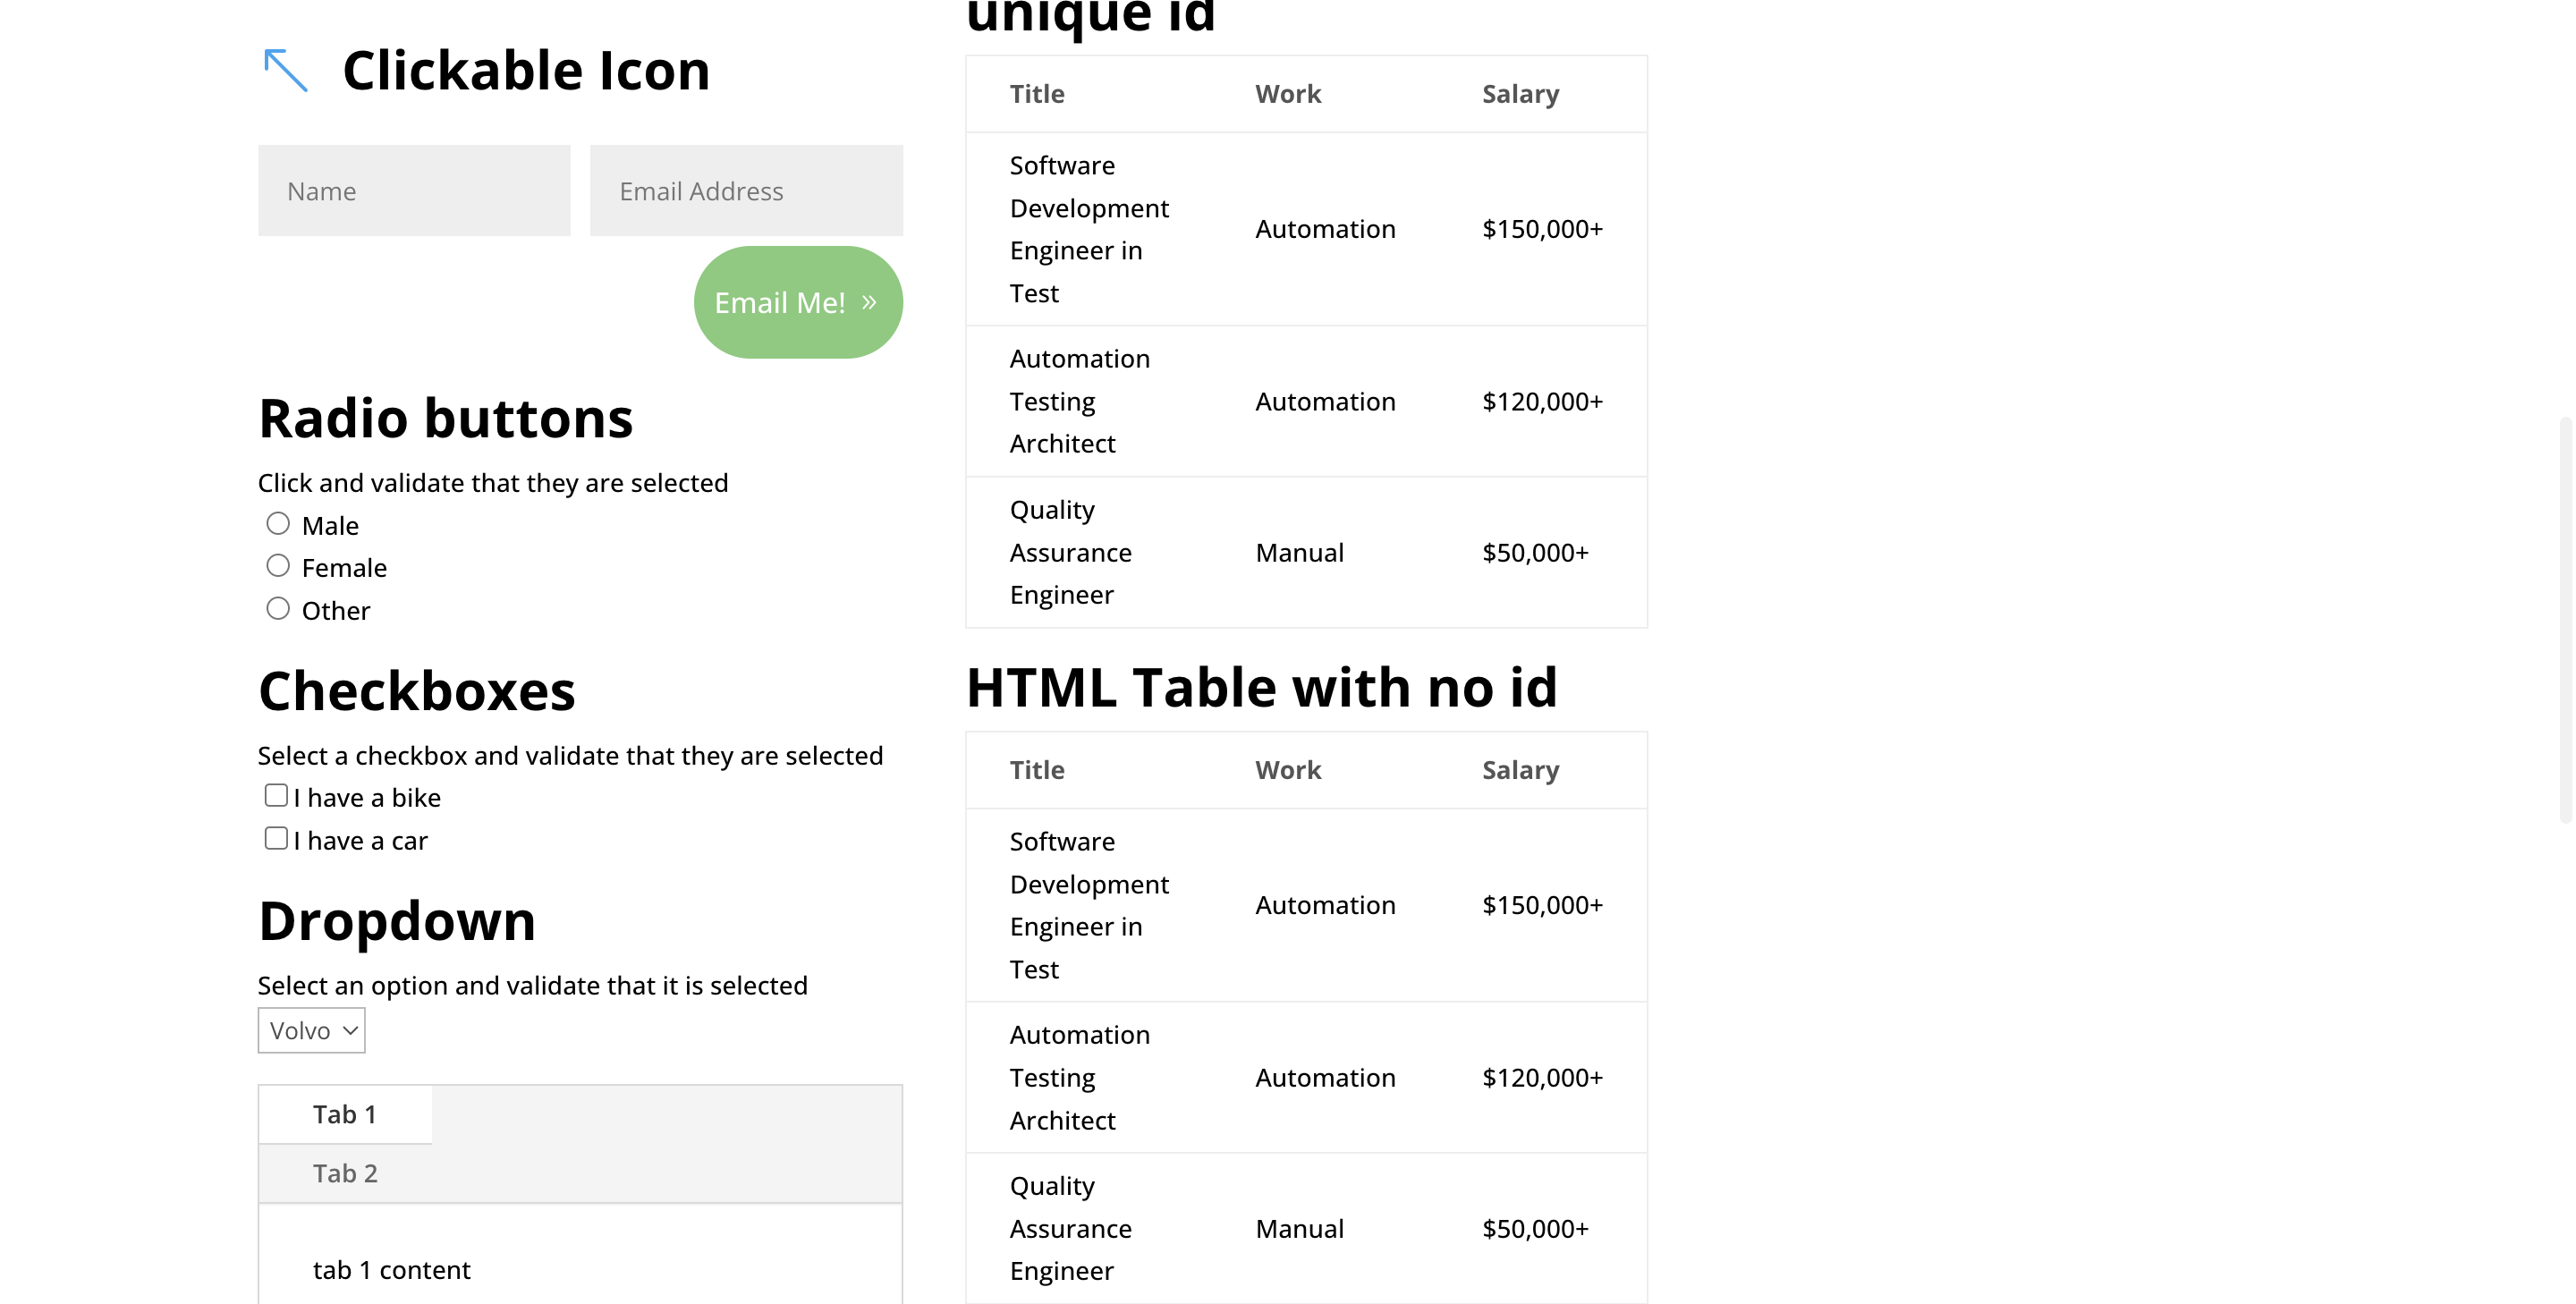 Clickable Icon
Name
Email Address
Email Me!
Radio buttons
Click and validate that they are selected
Male
Female
Other
Checkboxes
Select a checkbox and validate that they are selected
I have a bike
I have a car
Dropdown
Select an option and validate that it is selected
Volvo
Tab 1
Tab 2
tab 1 content
unique id
Title Work Salary
Software
Development
Engineer in
Test
Automation
$150,000+
Automation
Testing
Architect
Automation
$120,000+
Quality
Assurance
Engineer
Manual
$50,000+
HTML Table with no id
Title Work Salary
Software
Development
Engineer in
Test
Automation
$150,000+
Automation
Testing
Architect
Automation
$120,000+
Quality
Assurance
Engineer
Manual
$50,000+